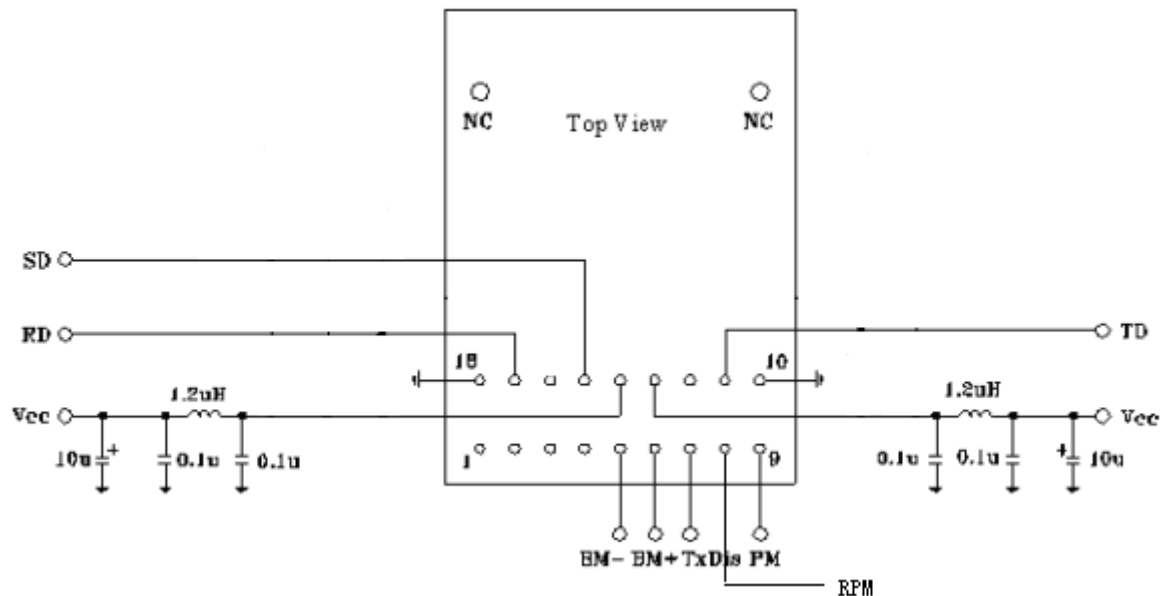 NC NC
Top View
SD
RD
TD
18 10
1.2uH 1.2uH
Vcc Vcc
10u + 0.1u 0.1u
0.1u 0.1u + 10u
1 9
BM- BM+ TxDis PM
RPM